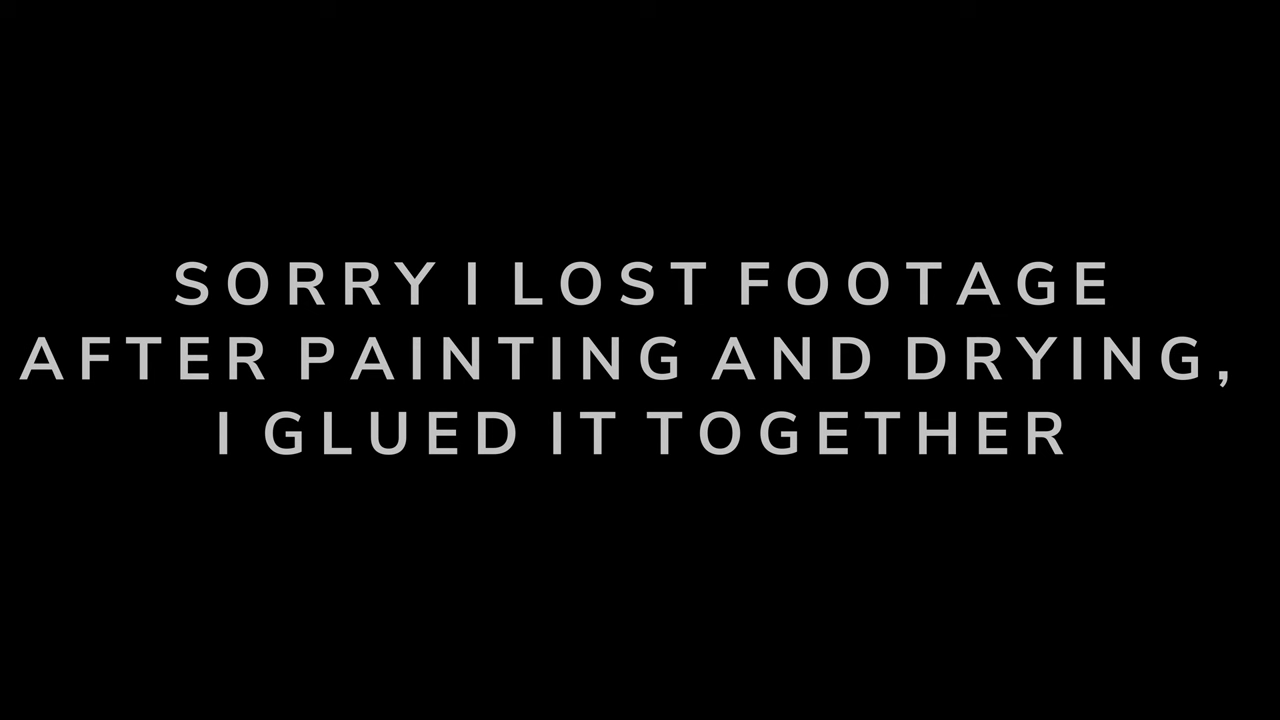 SORRY I LOST FOOTAGE
AFTER PAINTING AND DRYING,
I GLUED IT TOGETHER